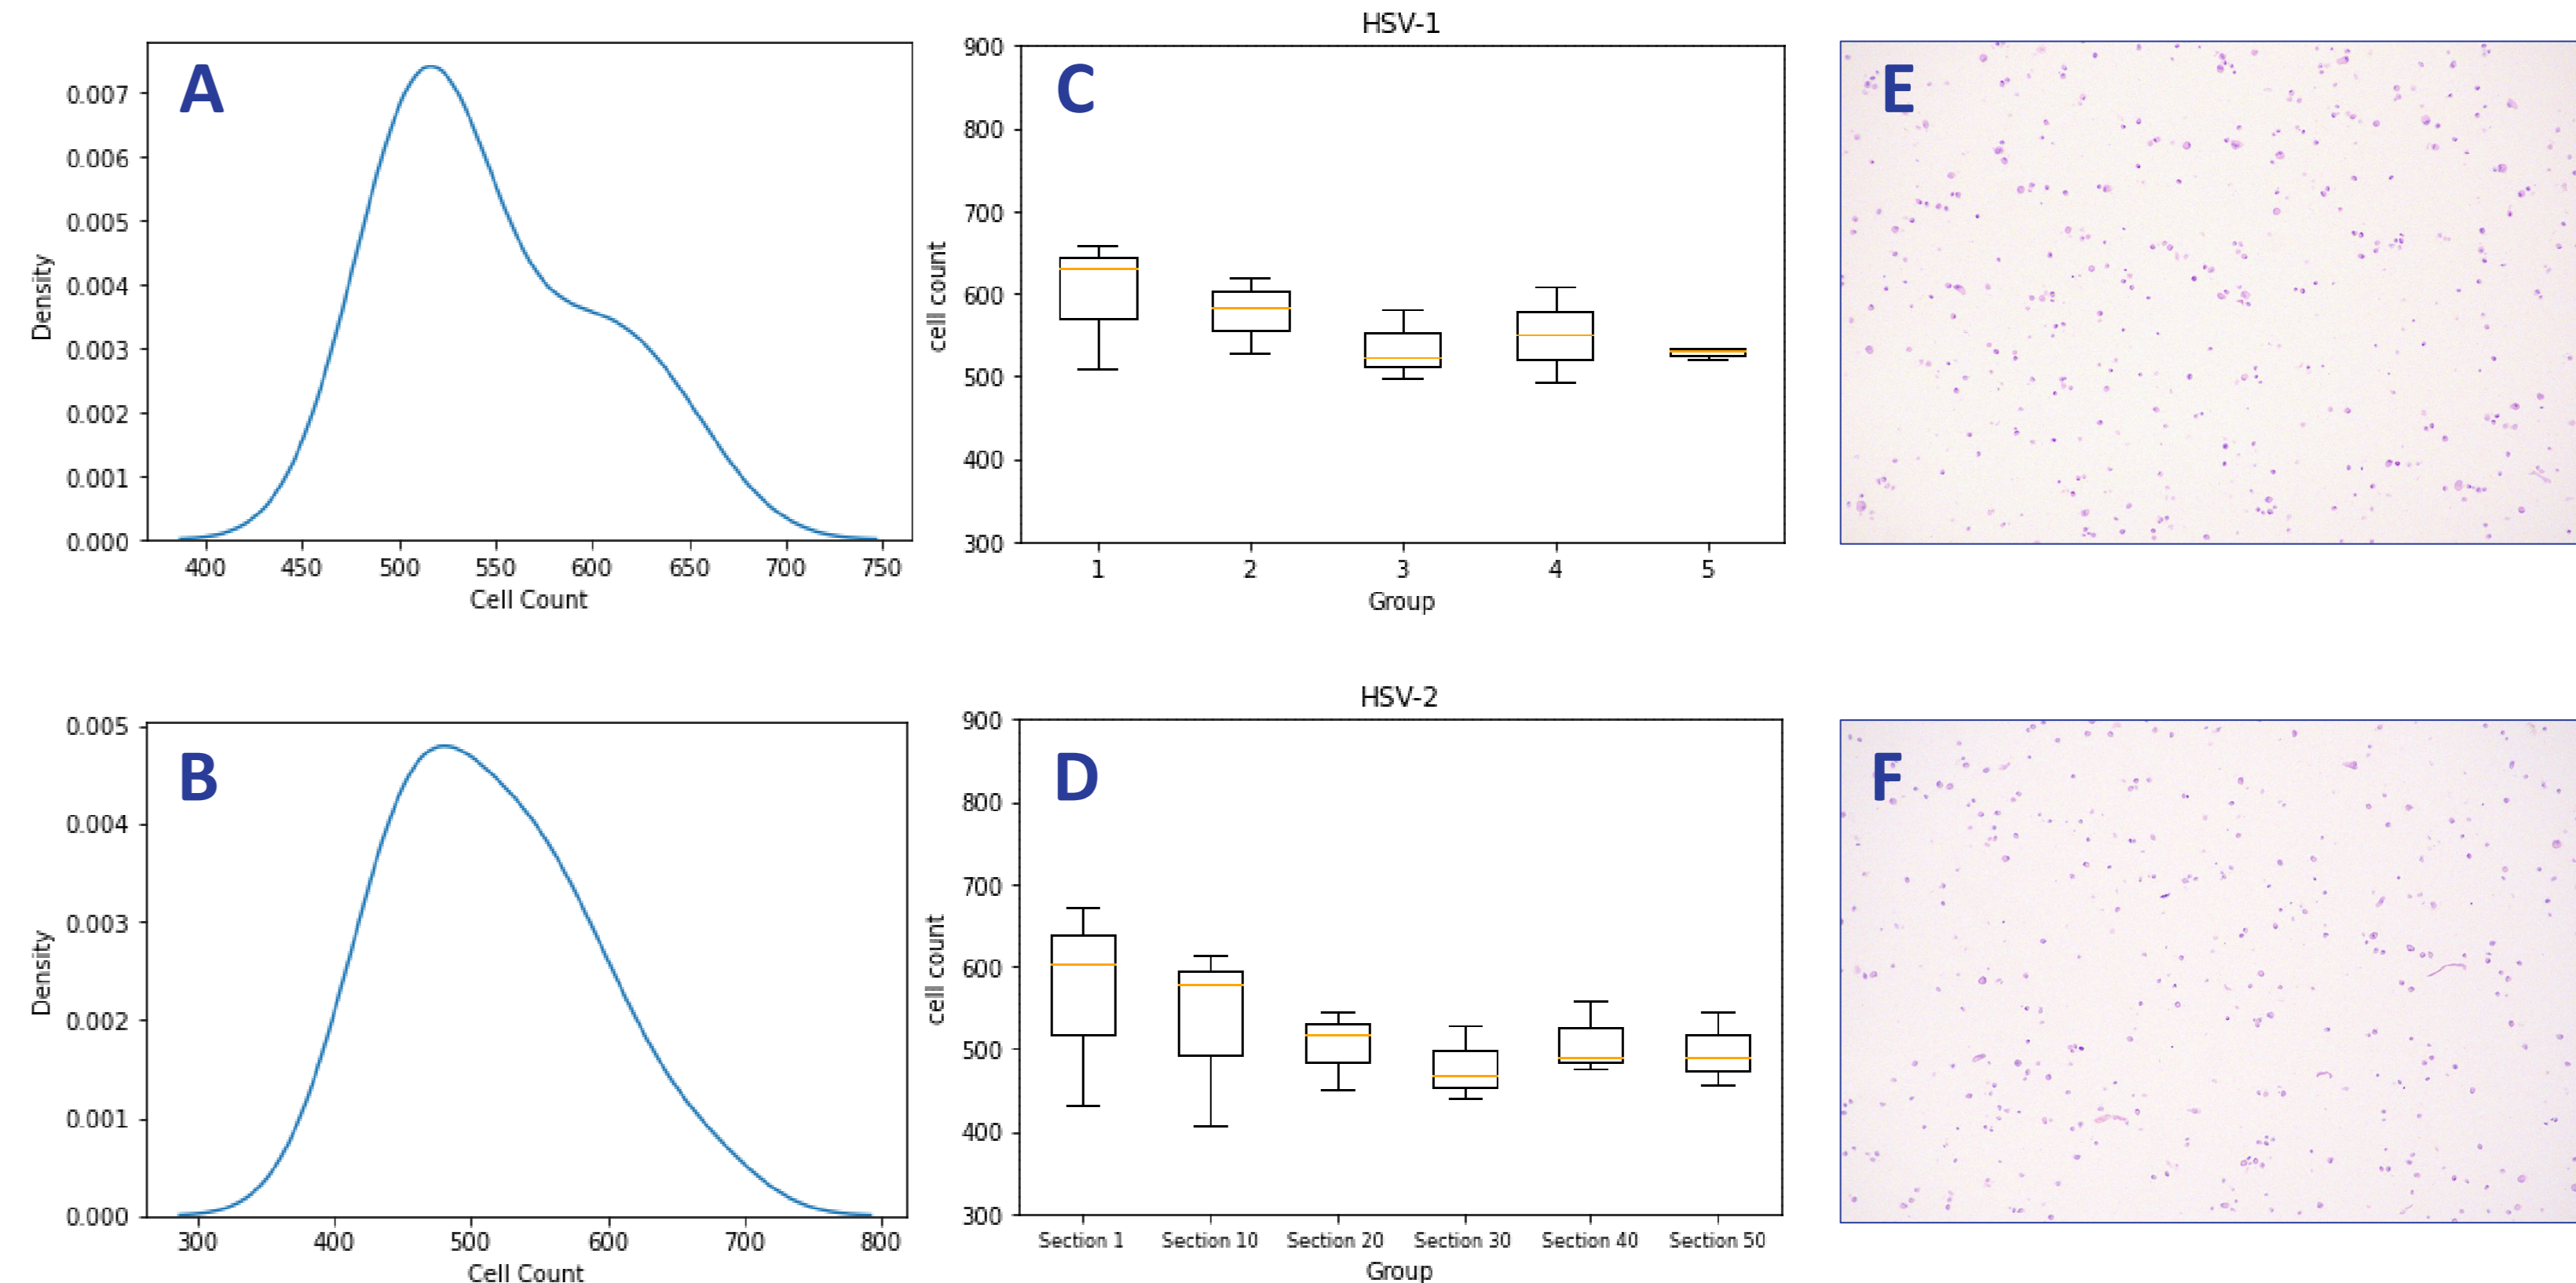 A
0.007
0.006
0.005
0.004
0.003
0.002
0.001
0.000
Density
400 450 500 550 600 650 700 750
Cell Count
HSV-1
C
900
800
700
600
500
400
300
cell count
1 2 3 4 5
Group
E
B
0.005
0.004
0.003
0.002
0.001
0.000
Density
300 400 500 600 700 800
Cell Count
HSV-2
D
900
800
700
600
500
400
300
cell count
Section 1 Section 10 Section 20 Section 30 Section 40 Section 50
Group
F